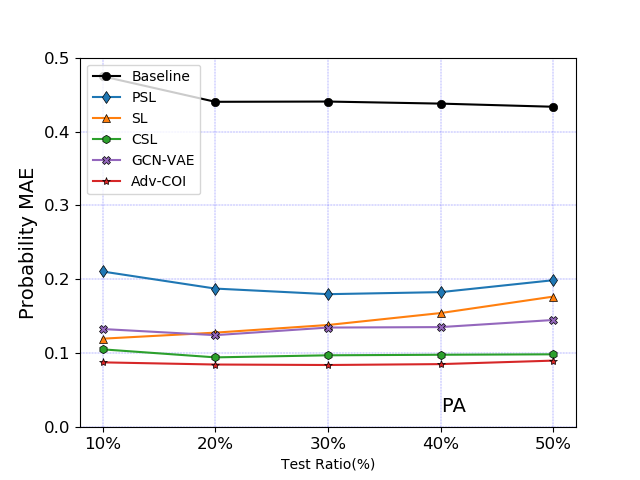 0.5
0.4
0.3
0.2
0.1
0.0
Probability MAE
Baseline
PSL
SL
CSL
GCN-VAE
Adv-COI
PA
10% 20% 30% 40% 50%
Test Ratio(%)